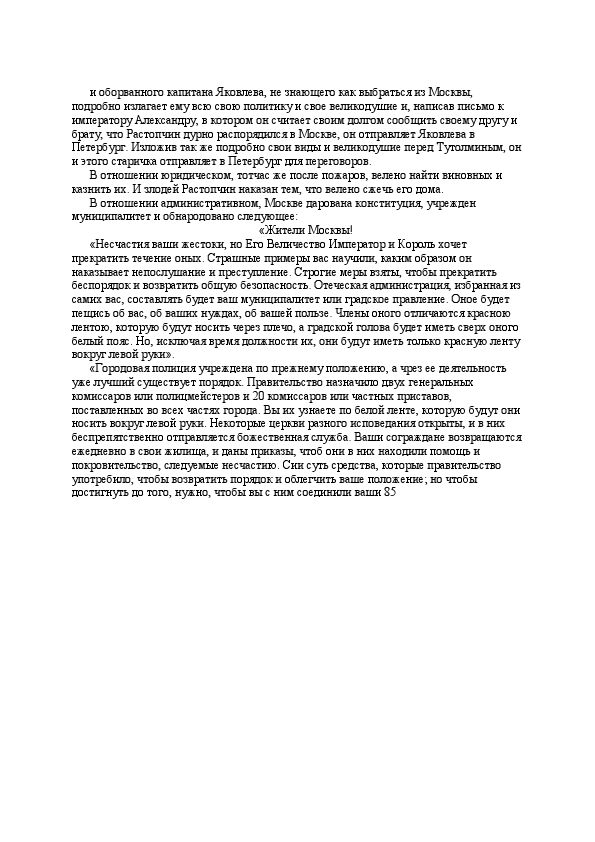 и оборванного капитана Яковлева, не знающего как выбраться из Москвы,
подробно излагает ему всю свою политику и свое великодушие и, написав письмо к
императору Александру, в котором он считает своим долгом сообщить своему другу и
брату, что Растопчин дурно распорядился в Москве, он отправляет Яковлева в
Петербург. Изложив так же подробно свои виды и великодушие перед Тутолминым, он
и этого старичка отправляет в Петербург для переговоров.
В отношении юридическом, тотчас же после пожаров, велено найти виновных и
казнить их. И злодей Растопчин наказан тем, что велено сжечь его дома.
В отношении административном, Москве дарована конституция, учрежден
муниципалитет и обнародовано следующее:
«Жители Москвы!
«Несчастия ваши жестоки, но Его Величество Император и Король хочет
прекратить течение оных. Страшные примеры вас научили, каким образом он
наказывает непослушание и преступление. Строгие меры взяты, чтобы прекратить
беспорядок и возвратить общую безопасность. Отеческая администрация, избранная из
самих вас, составлять будет ваш муниципалитет или градское правление. Оное будет
пещись об вас, об ваших нуждах, об вашей пользе. Члены оного отличаются красною
лентою, которую будут носить через плечо, а градской голова будет иметь сверх оного
белый пояс. Но, исключая время должности их, они будут иметь только красную ленту
вокруг левой руки».
«Городовая полиция учреждена по прежнему положению, а чрез ее деятельность
уже лучший существует порядок. Правительство назначило двух генеральных
комиссаров или полицмейстеров и 20 комиссаров или частных приставов,
поставленных во всех частях города. Вы их узнаете по белой ленте, которую будут они
носить вокруг левой руки. Некоторые церкви разного исповедания открыты, и в них
беспрепятственно отправляется божественная служба. Ваши сограждане возвращаются
ежедневно в свои жилища, и даны приказы, чтоб они в них находили помощь и
покровительство, следуемые несчастию. Сии суть средства, которые правительство
употребило, чтобы возвратить порядок и облегчить ваше положение; но чтобы
достигнуть до того, нужно, чтобы вы с ним соединили ваши 85